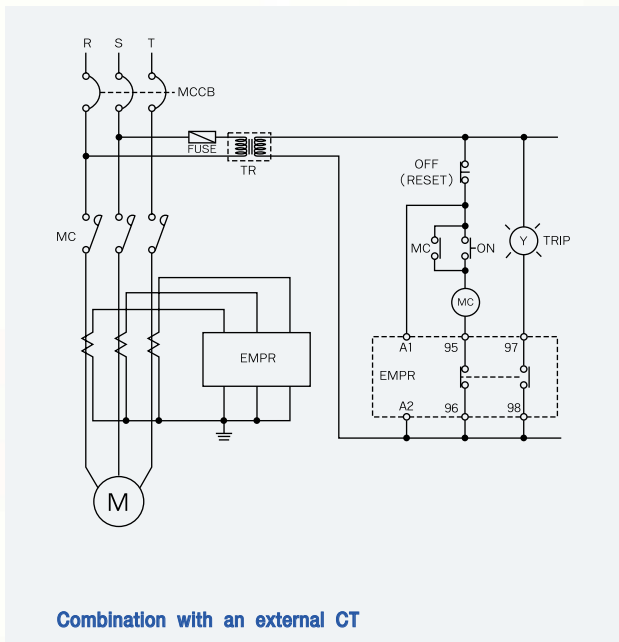 R S T
MCCB
FUSE
TR
OFF
(RESET)
MC
MC
ON
Y
TRIP
MC
EMPR
A1
95
97
EMPR
A2
96
98
M
Combination with an external CT